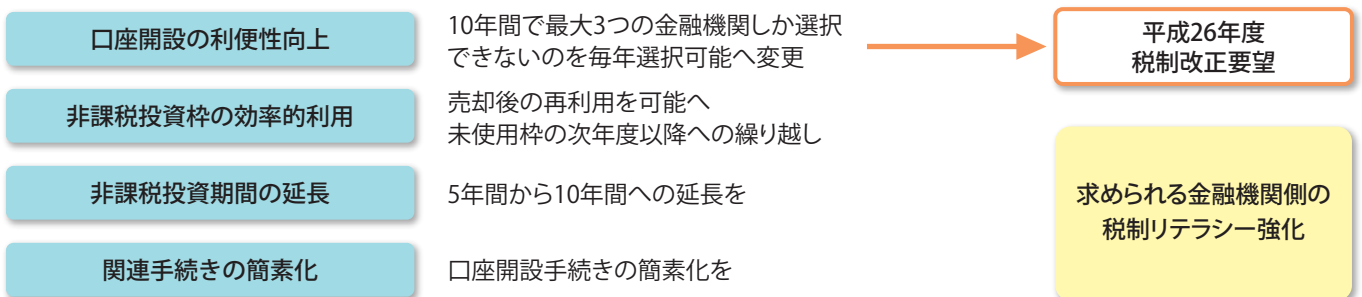 口座開設の利便性向上
10年間で最大3つの金融機関しか選択
できないのを毎年選択可能へ変更
平成26年度
税制改正要望
非課税投資枠の効率的利用
売却後の再利用を可能へ
未使用枠の次年度以降への繰り越し
非課税投資期間の延長
5年間から10年間への延長を
求められる金融機関側の
税制リテラシー強化
関連手続きの簡素化
口座開設手続きの簡素化を